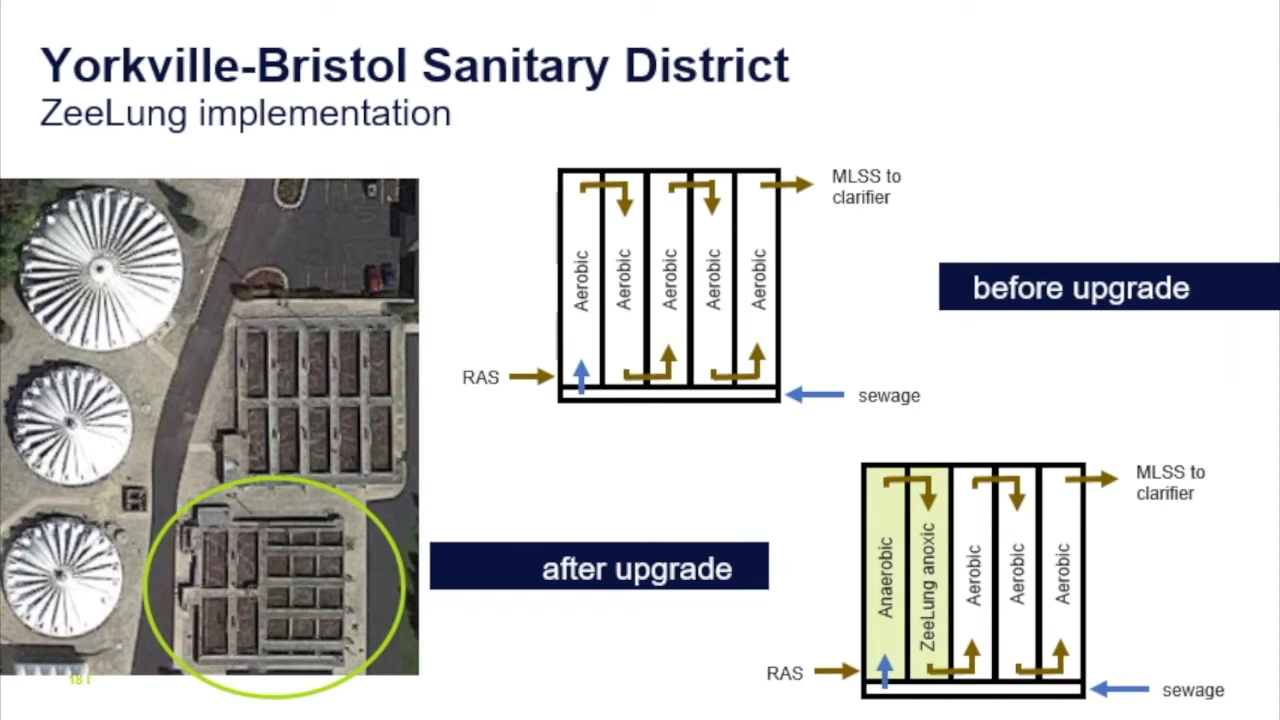 Yorkville-Bristol Sanitary District
ZeeLung implementation
MLSS to
clarifier
Aerobic
Aerobic
Aerobic
Aerobic
Aerobic
before upgrade
RAS
sewage
MLSS to
clarifier
after upgrade
Anaerobic
ZeeLung anoxic
Aerobic
Aerobic
Aerobic
RAS
sewage
18 I